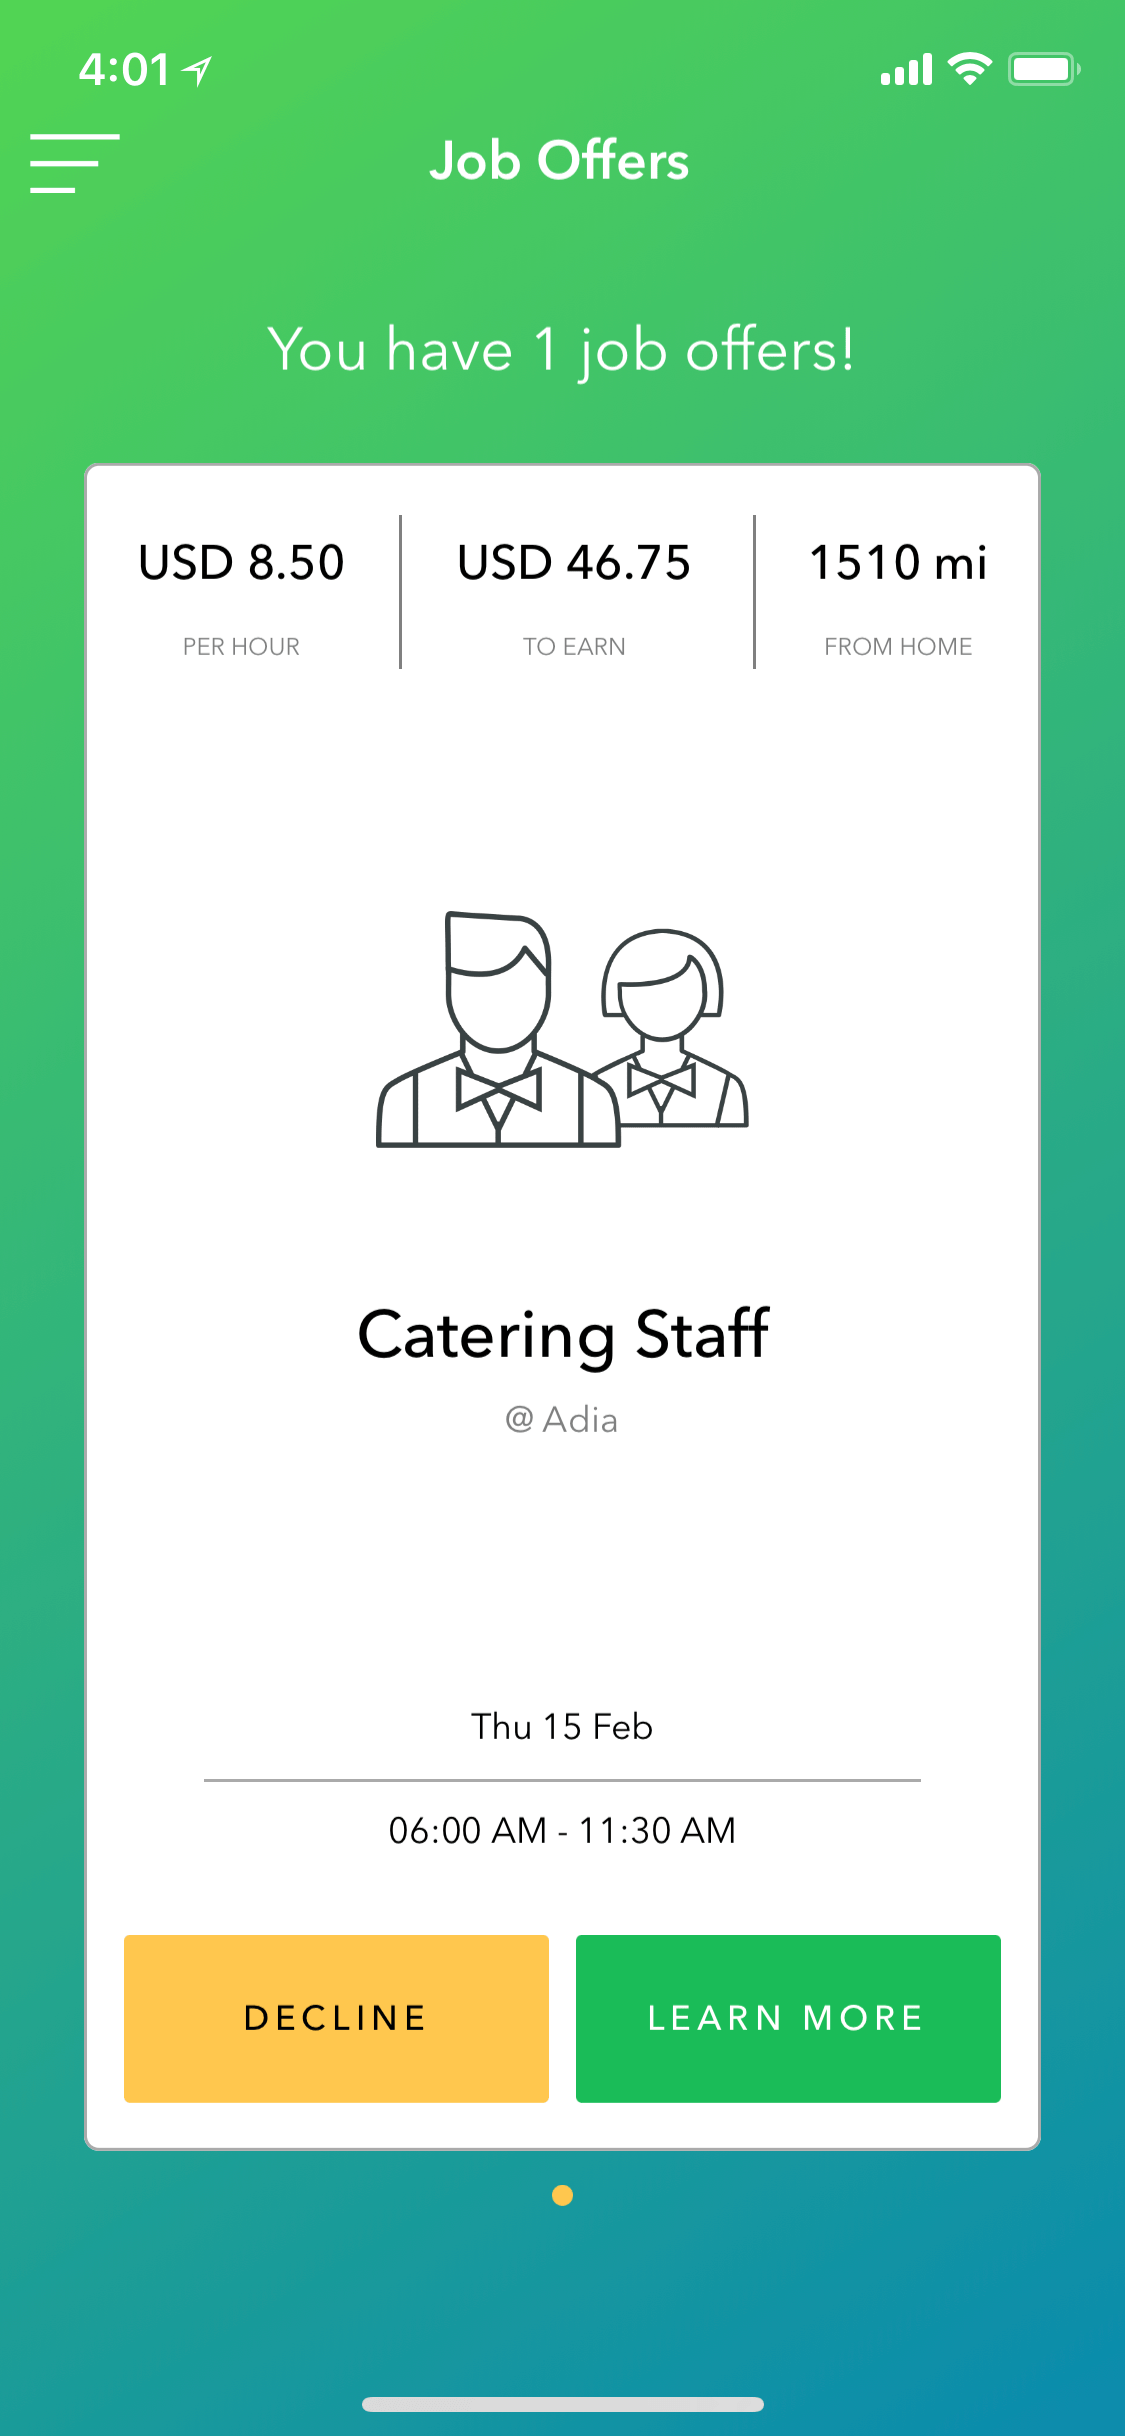 4:01
Job Offers
You have 1 job offers!
USD 8.50
PER HOUR
USD 46.75
TO EARN
1510 mi
FROM HOME
Catering Staff
@ Adia
Thu 15 Feb
06:00 AM - 11:30 AM
DECLINE
LEARN MORE